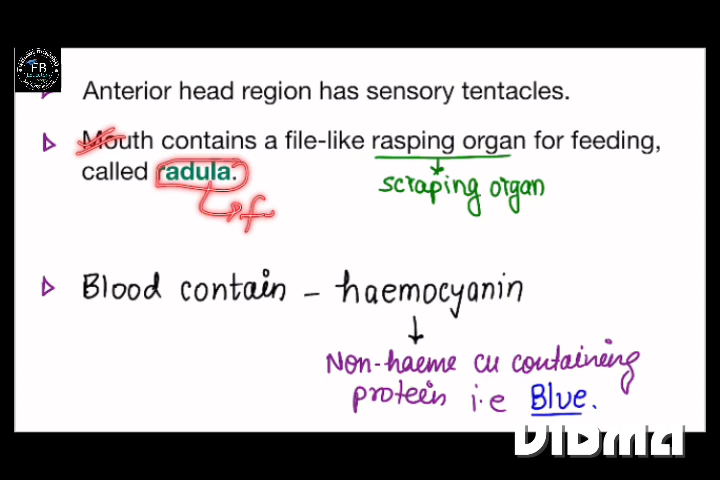 FB
Anterior head region has sensory tentacles.
Mouth contains a file-like rasping organ for feeding,
called radula.
scraping organ
f
Blood contain - haemocyanin
Non-haeme cu containing
protein i.e Blue.